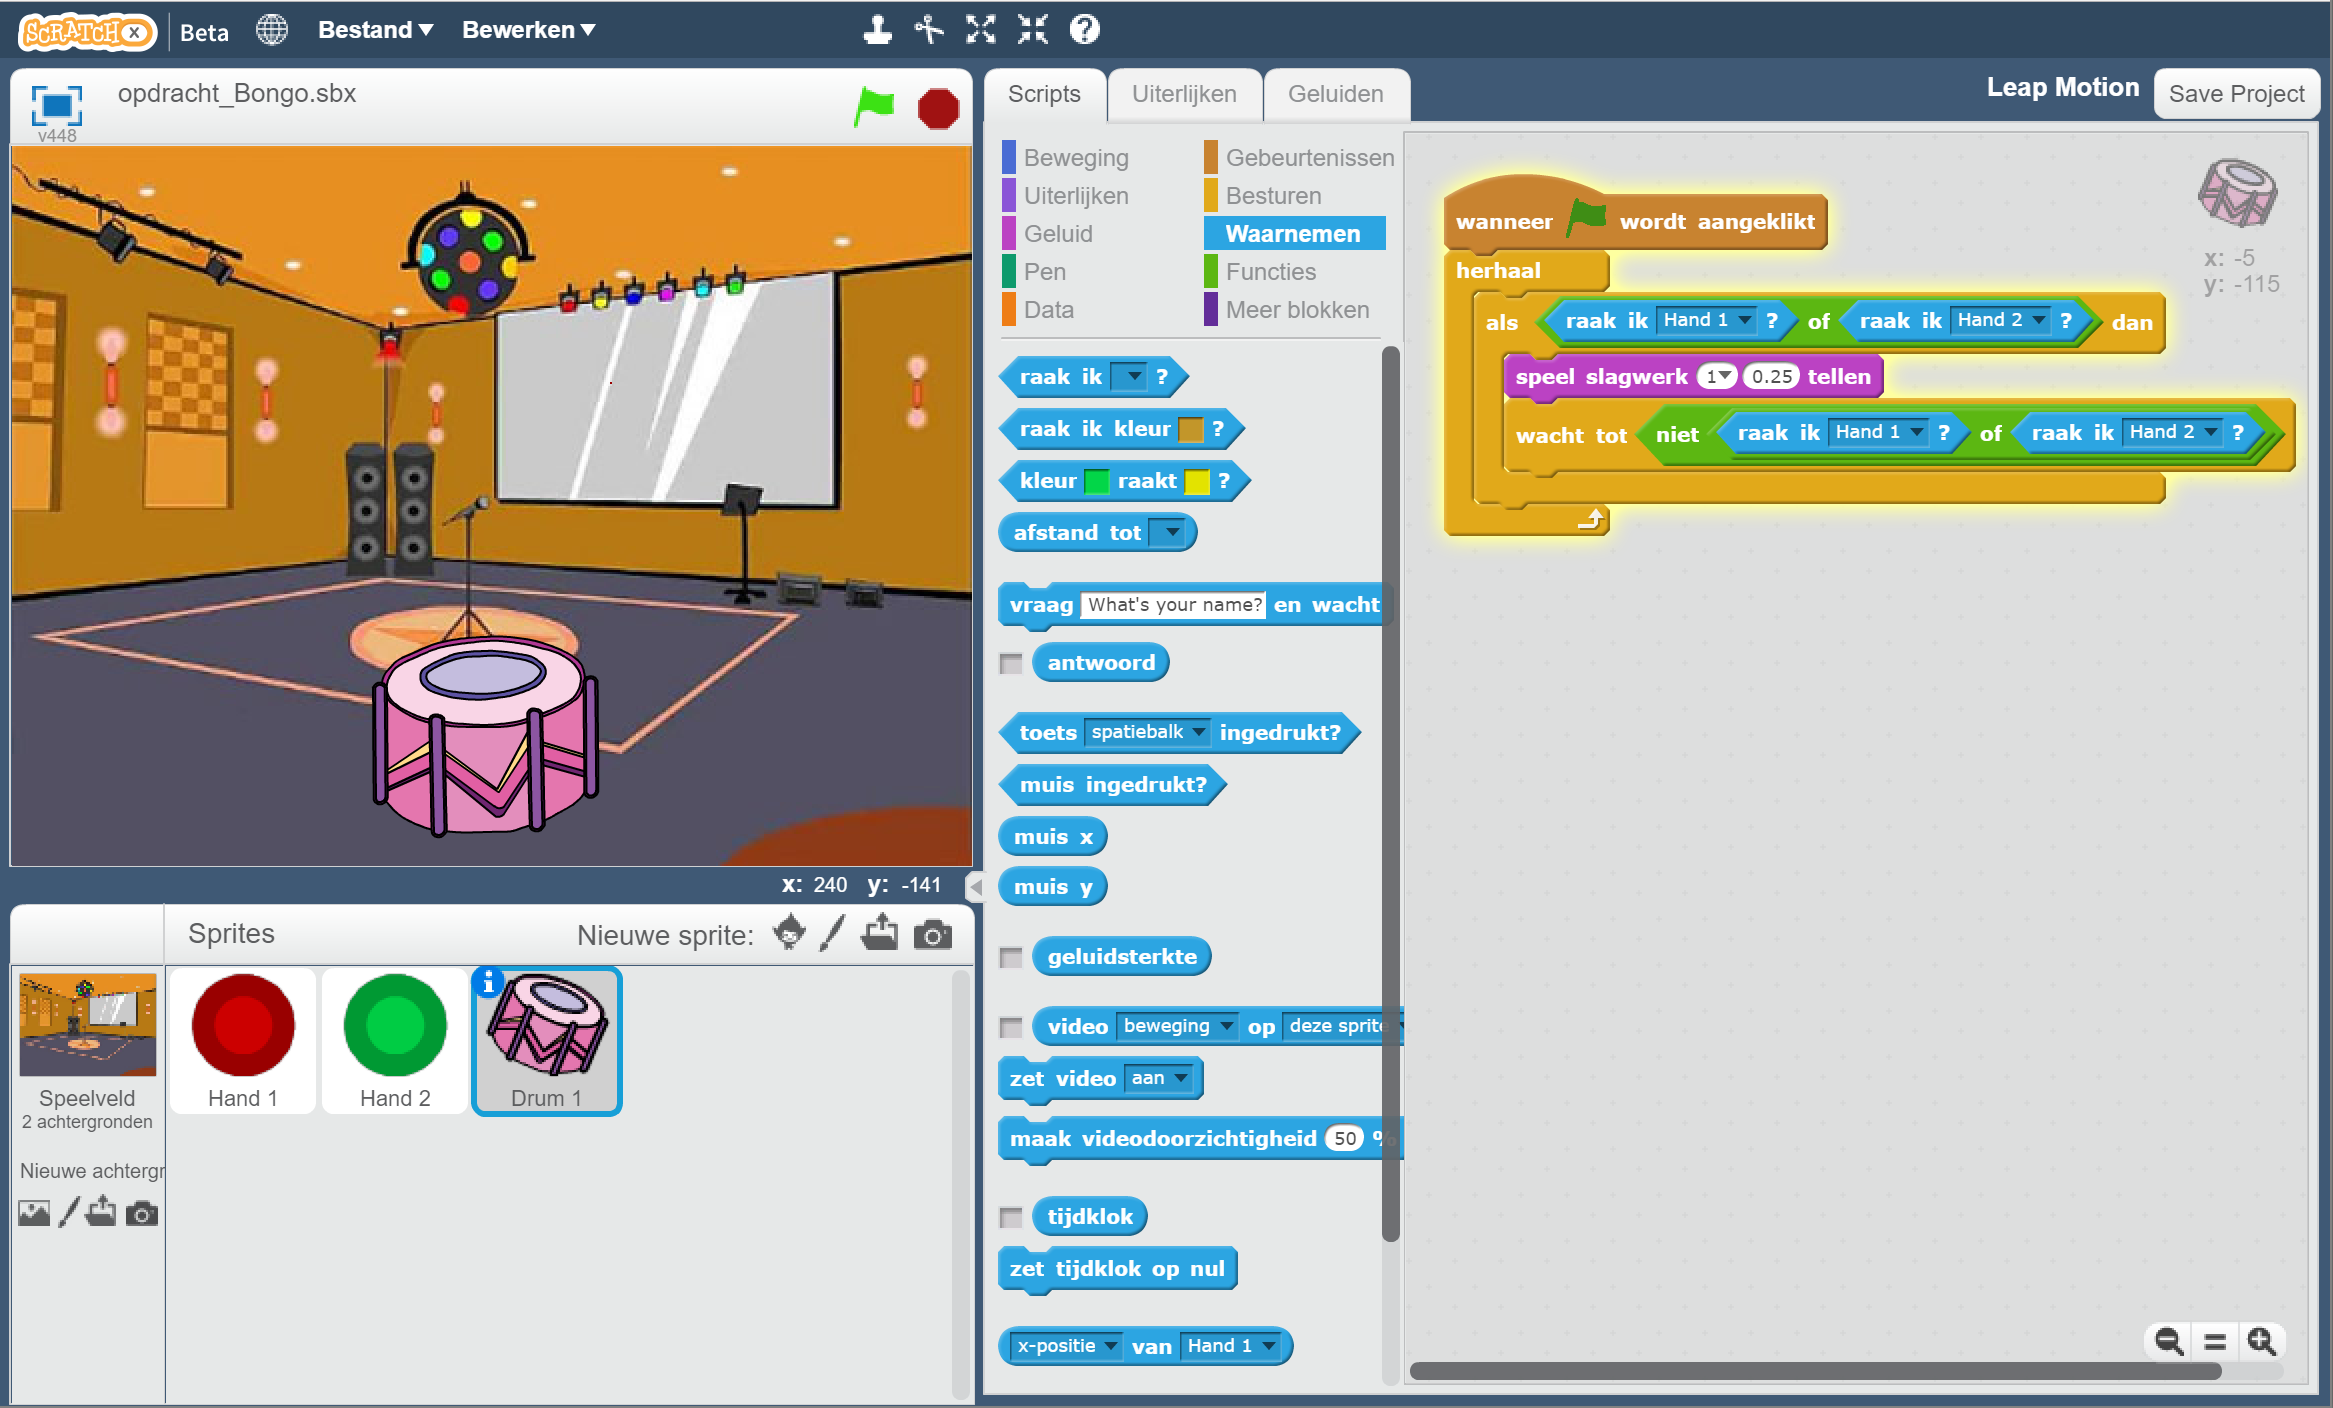 SCRATCH X Beta Bestand Bewerken ?
opdracht_Bongo.sbx
v448
x: 240 y: -141
Sprites Nieuwe sprite:
Speelveld
2 achtergronden
Nieuwe achtergr
Hand 1 Hand 2 Drum 1
Scripts Uiterlijken Geluiden
Leap Motion Save Project
Beweging Gebeurtenissen
Uiterlijken Besturen
Geluid Waarnemen
Pen Functies
Data Meer blokken
raak ik ?
raak ik kleur ?
kleur raakt ?
afstand tot
vraag What's your name? en wacht
antwoord
toets spatiebalk ingedrukt?
muis ingedrukt?
muis x
muis y
geluidsterkte
video beweging op deze sprite
zet video aan
maak videodoorzichtigheid 50 %
tijdklok
zet tijdklok op nul
x-positie van Hand 1
wanneer wordt aangeklikt
herhaal
als raak ik Hand 1 ? of raak ik Hand 2 ? dan
speel slagwerk 1 0.25 tellen
wacht tot niet raak ik Hand 1 ? of raak ik Hand 2 ?
x: -5
y: -115